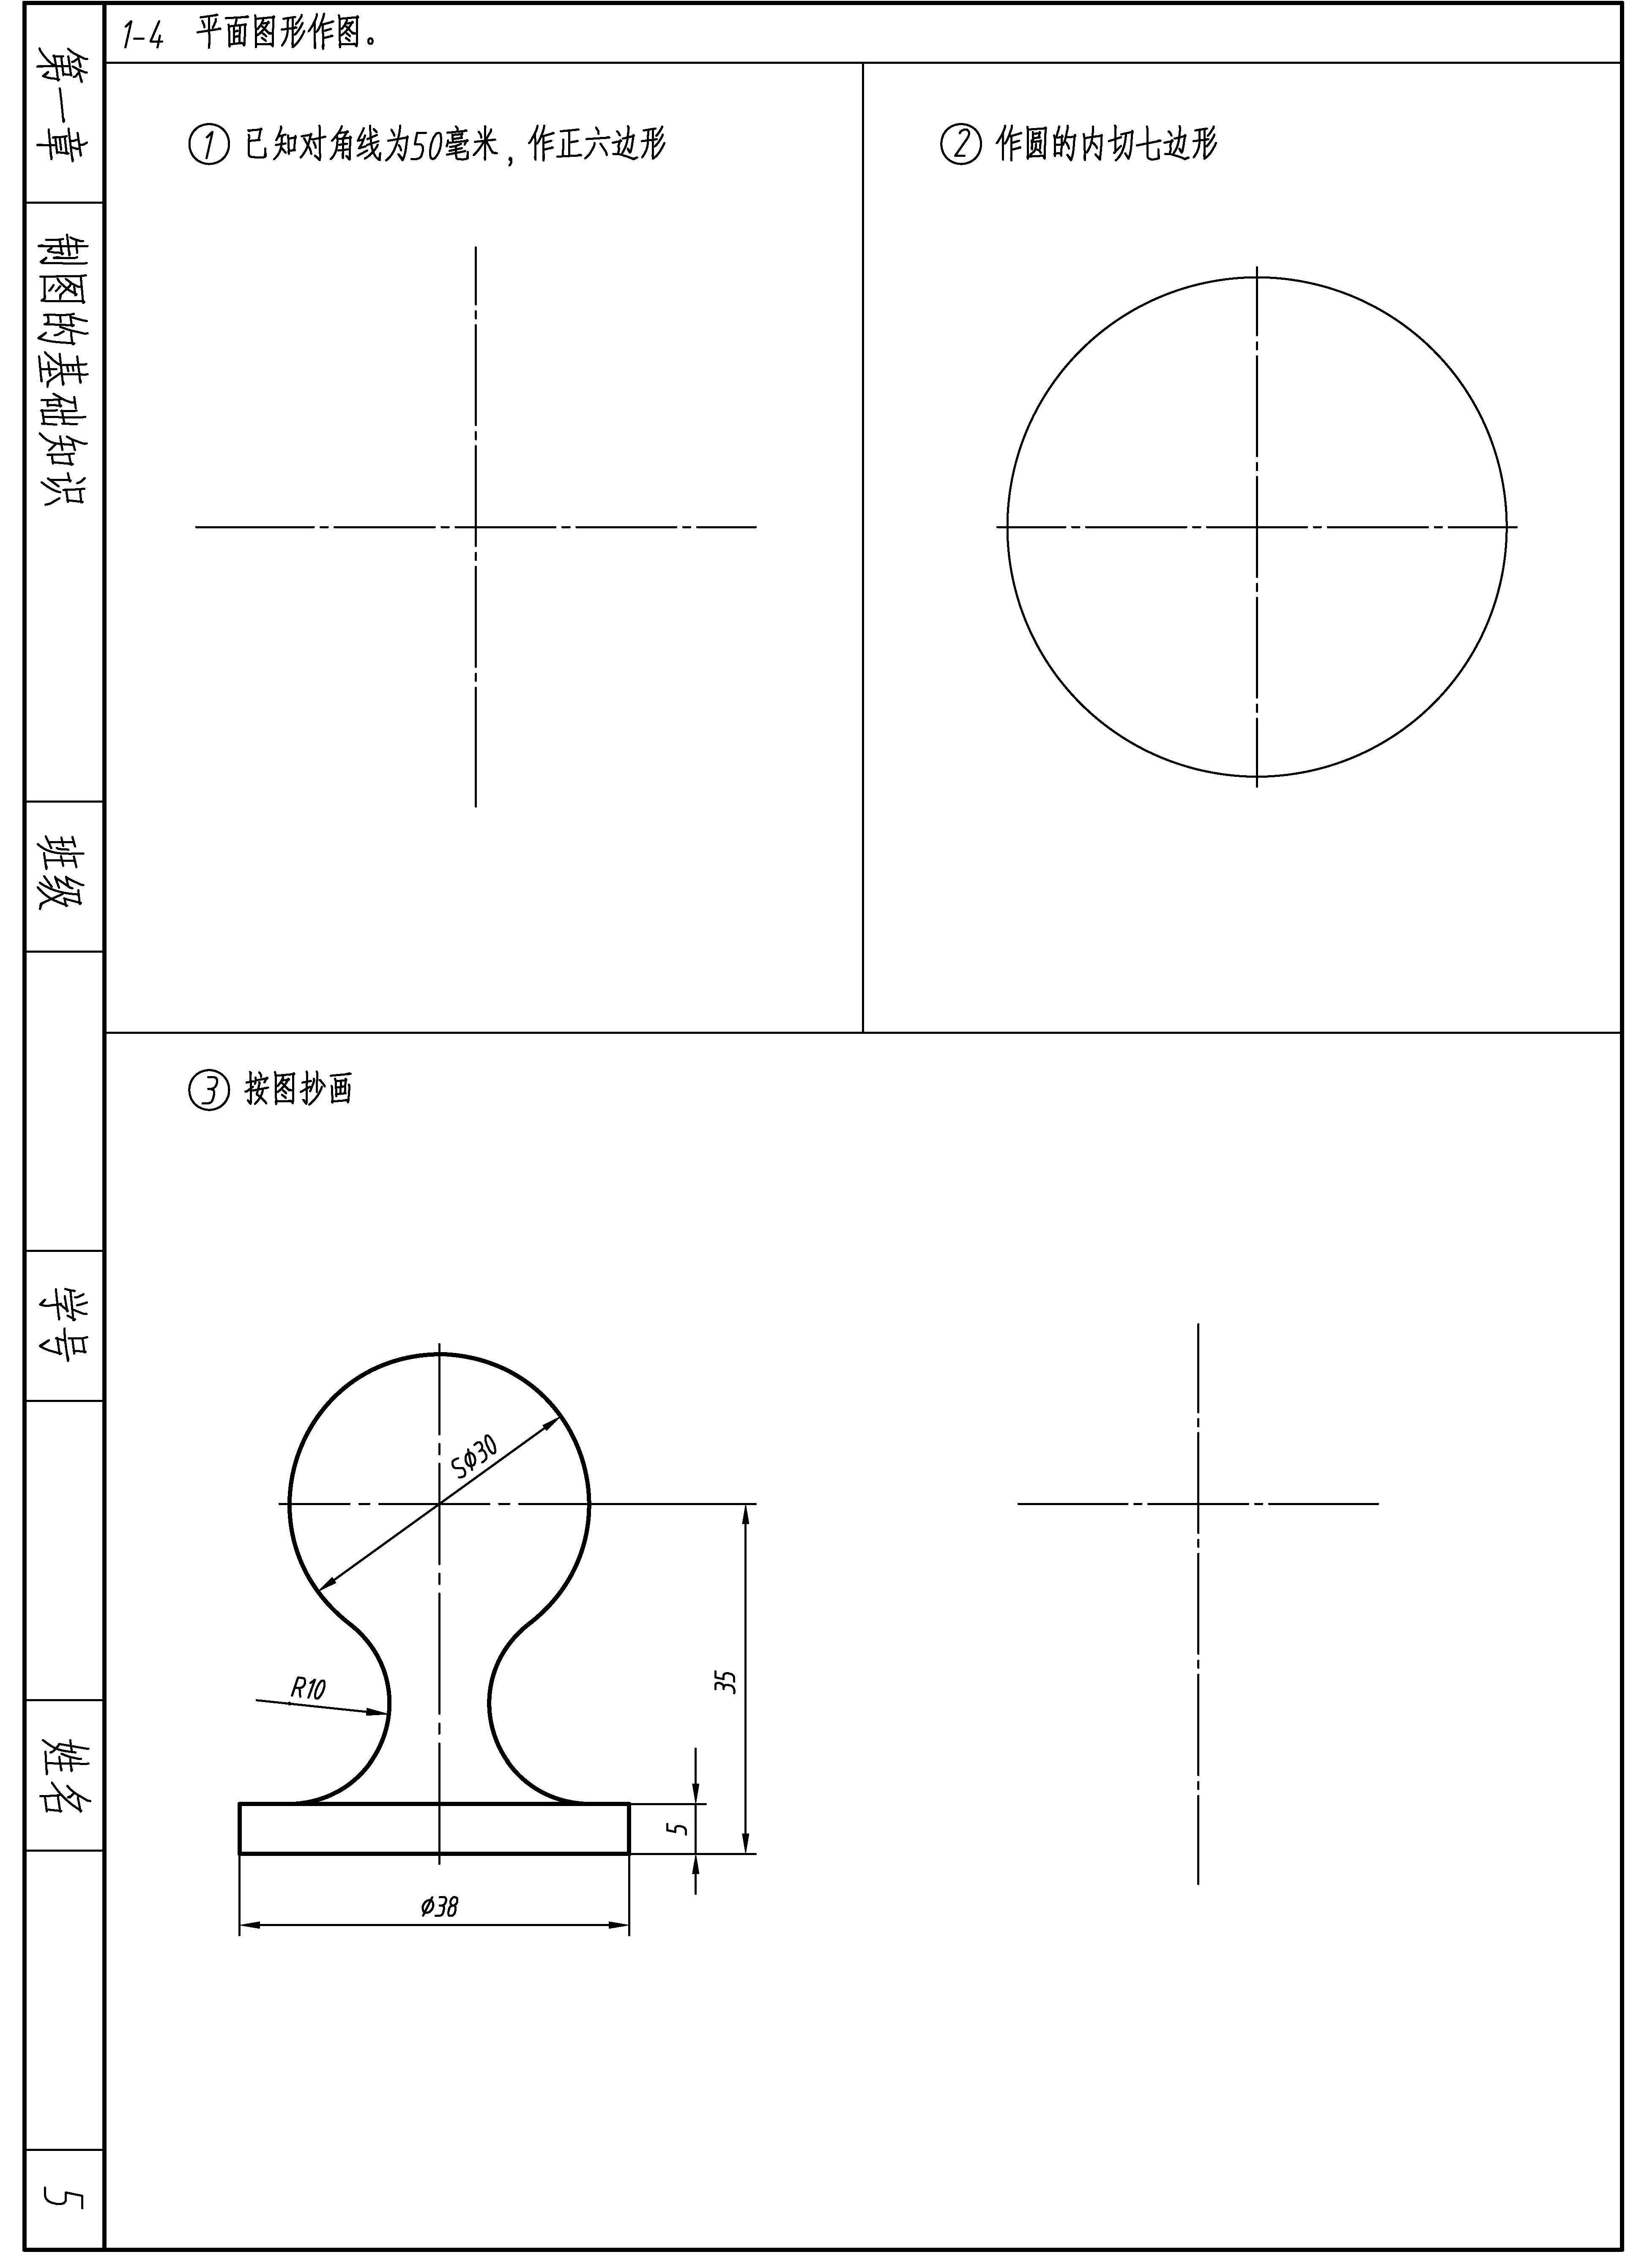 1-4 平面图形作图。
① 已知对角线为50毫米，作正六边形
② 作圆的内切七边形
③ 按图抄画
SΦ30
R10
35
5
Φ38
第一章
制图的基础知识
班级
学号
姓名
5